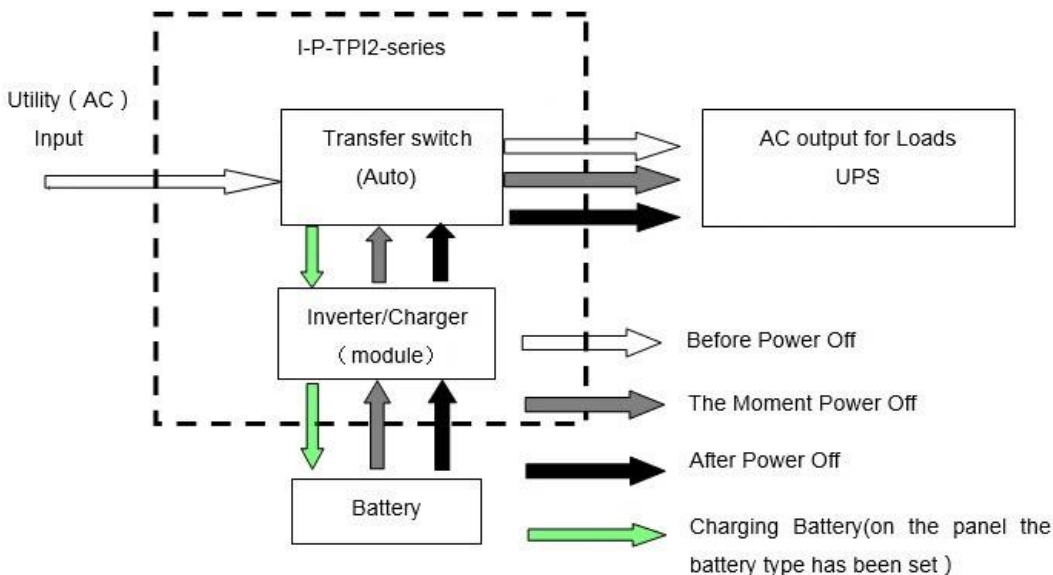 I-P-TPI2-series
Utility（AC）
Input
Transfer switch
(Auto)
AC output for Loads
UPS
Inverter/Charger
（module）
Battery
Before Power Off
The Moment Power Off
After Power Off
Charging Battery(on the panel the
battery type has been set）